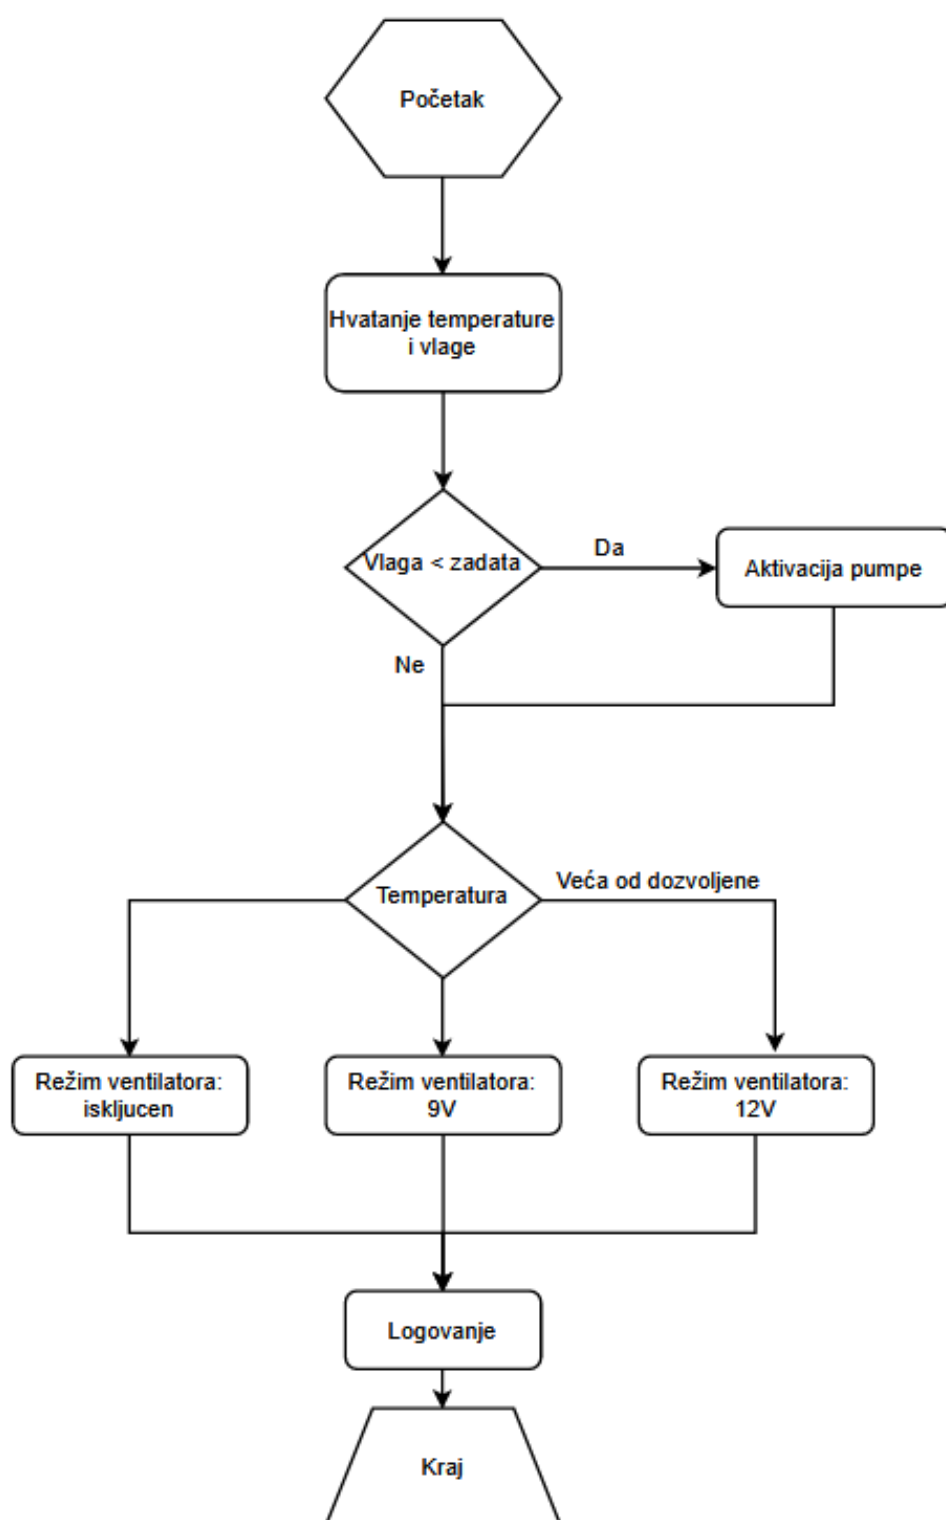 Početak
Hvatanje temperature
i vlage
Vlaga < zadata
Da
Aktivacija pumpe
Ne
Temperatura
Veća od dozvoljene
Režim ventilatora:
iskljucen
Režim ventilatora:
9V
Režim ventilatora:
12V
Logovanje
Kraj